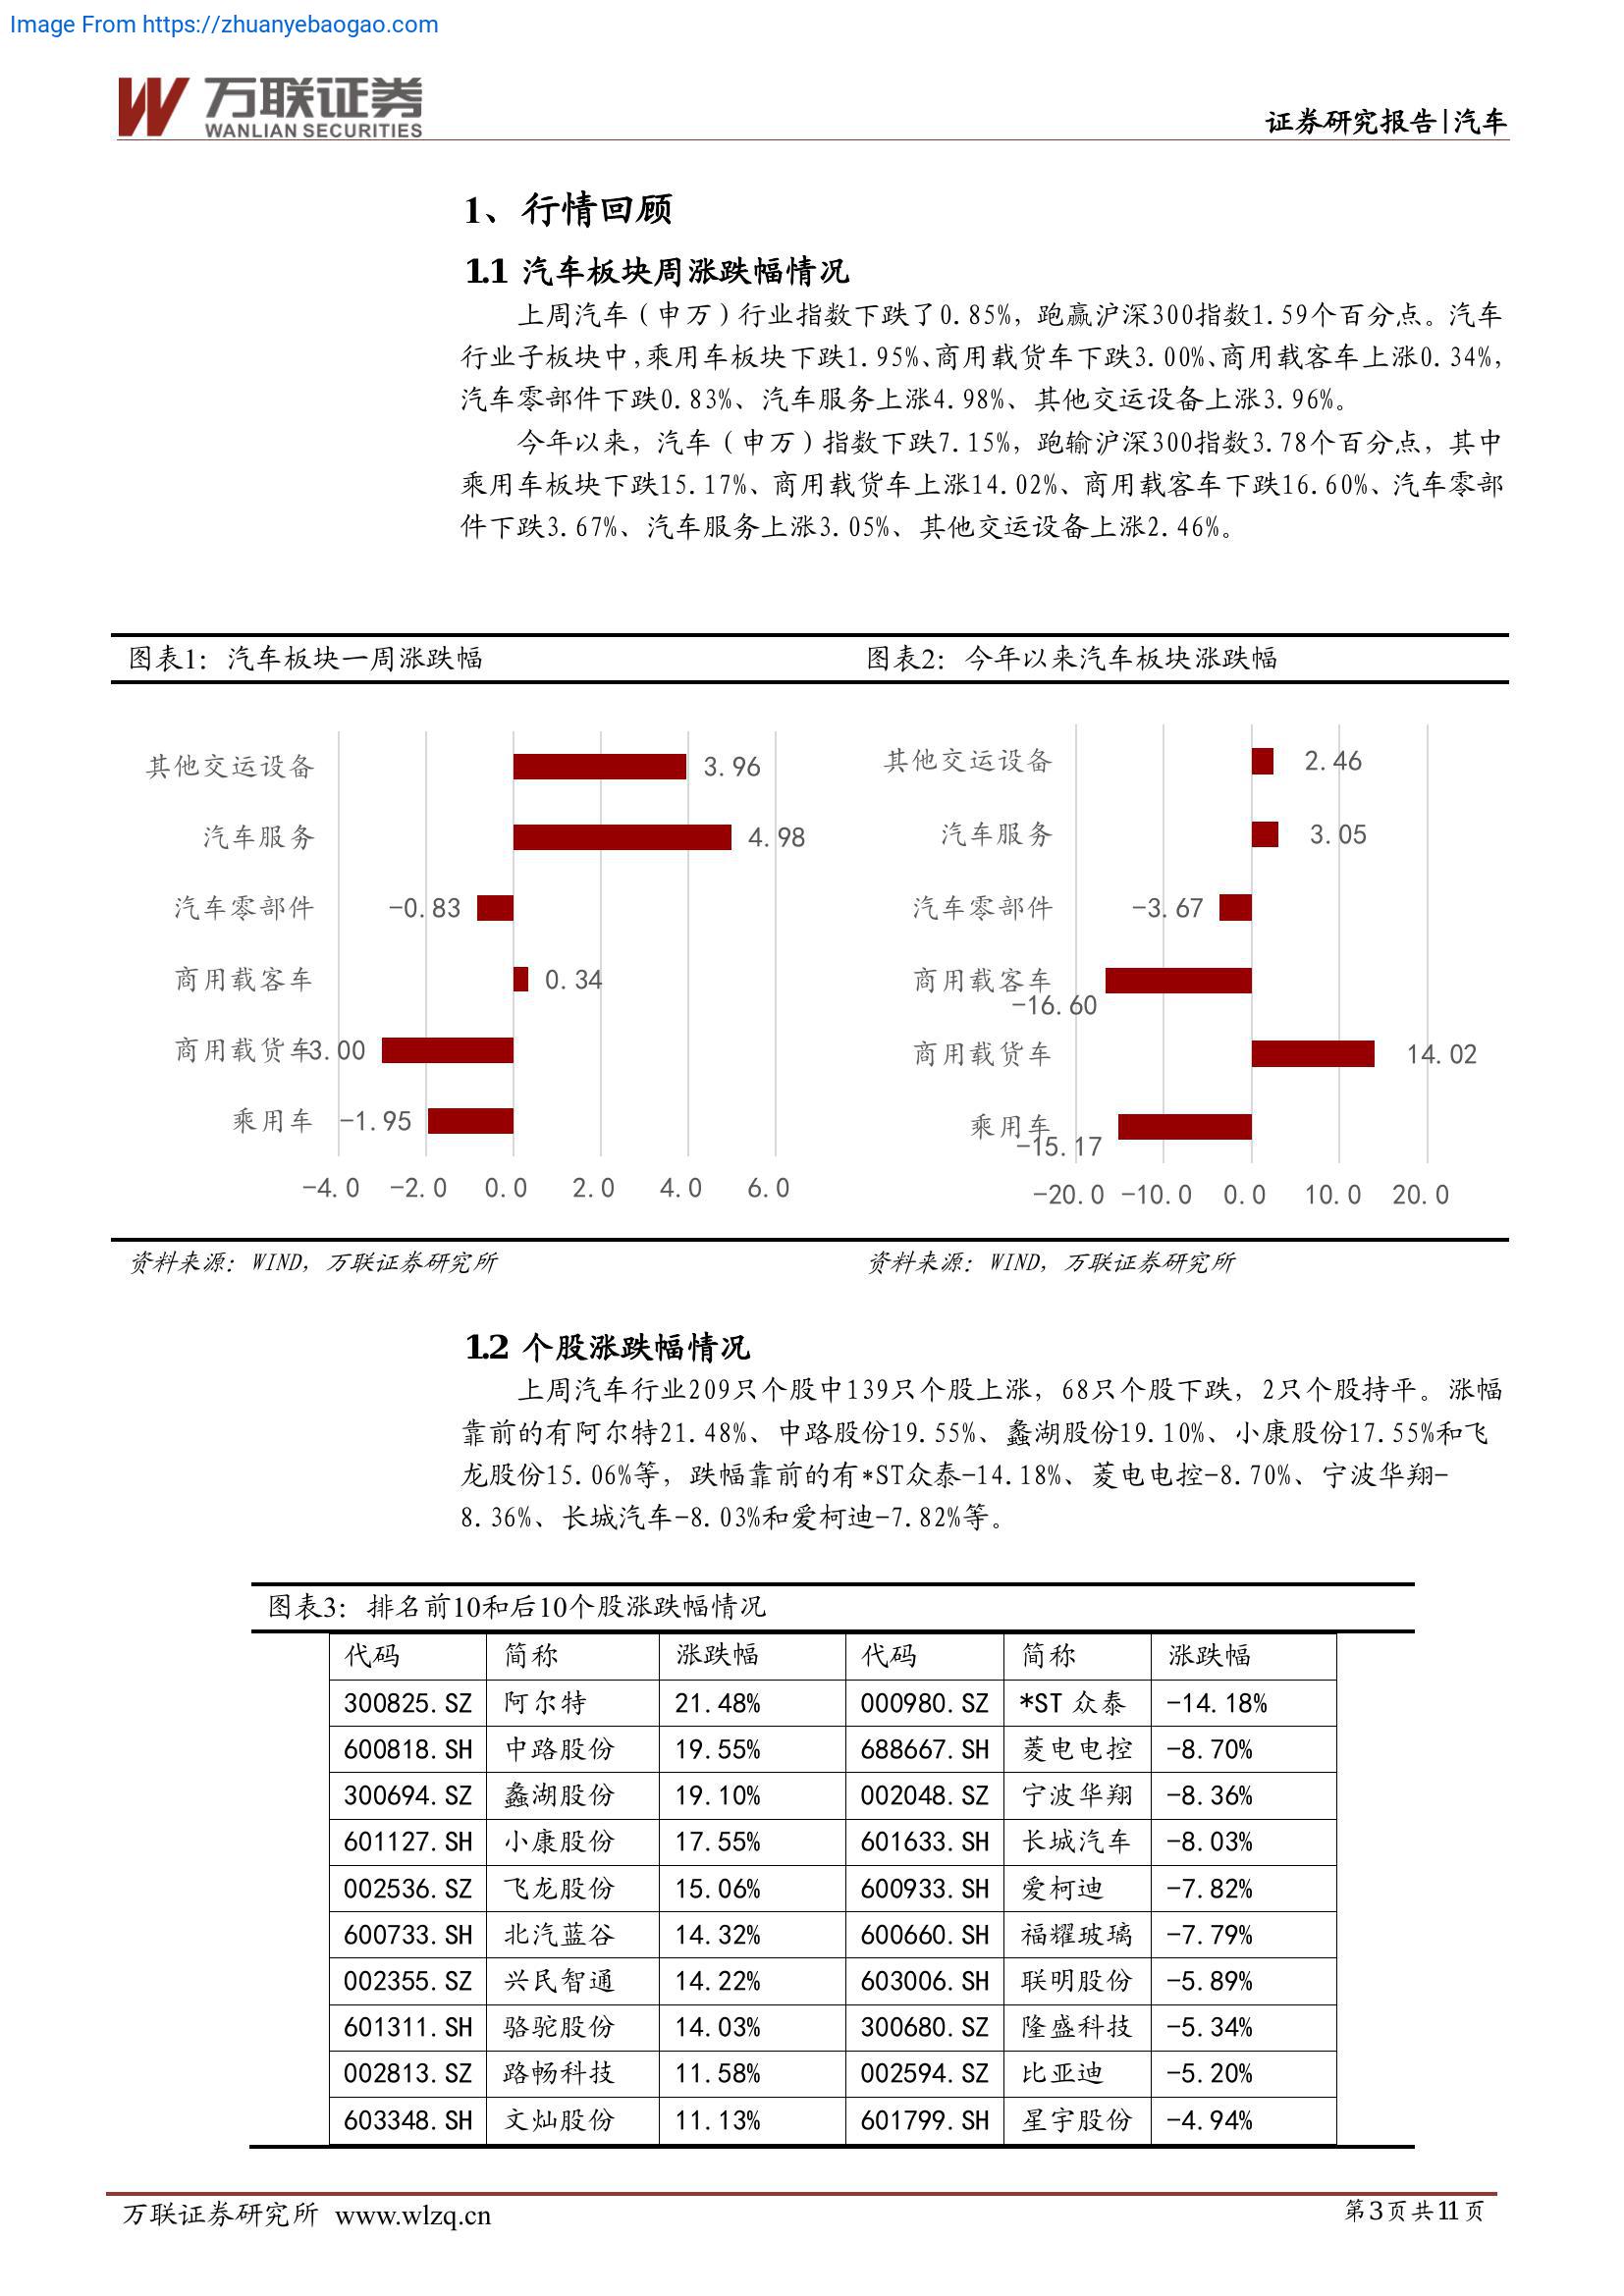 Image From https://zhuanyebaogao.com
万联证券
WANLIAN SECURITIES
证券研究报告|汽车
1、行情回顾
1.1 汽车板块周涨跌幅情况
上周汽车（申万）行业指数下跌了0.85%，跑赢沪深300指数1.59个百分点。汽车
行业子板块中，乘用车板块下跌1.95%、商用载货车下跌3.00%、商用载客车上涨0.34%，
汽车零部件下跌0.83%、汽车服务上涨4.98%、其他交运设备上涨3.96%。
今年以来，汽车（申万）指数下跌7.15%，跑输沪深300指数3.78个百分点，其中
乘用车板块下跌15.17%、商用载货车上涨14.02%、商用载客车下跌16.60%、汽车零部
件下跌3.67%、汽车服务上涨3.05%、其他交运设备上涨2.46%。
图表1：汽车板块一周涨跌幅
其他交运设备 3.96
汽车服务 4.98
汽车零部件 -0.83
商用载客车 0.34
商用载货车 -3.00
乘用车 -1.95
-4.0 -2.0 0.0 2.0 4.0 6.0
资料来源：WIND，万联证券研究所
图表2：今年以来汽车板块涨跌幅
其他交运设备 2.46
汽车服务 3.05
汽车零部件 -3.67
商用载客车 -16.60
商用载货车 14.02
乘用车 -15.17
-20.0 -10.0 0.0 10.0 20.0
资料来源：WIND，万联证券研究所
1.2 个股涨跌幅情况
上周汽车行业209只个股中139只个股上涨，68只个股下跌，2只个股持平。涨幅
靠前的有阿尔特21.48%、中路股份19.55%、蠡湖股份19.10%、小康股份17.55%和飞
龙股份15.06%等，跌幅靠前的有*ST众泰-14.18%、菱电电控-8.70%、宁波华翔-
8.36%、长城汽车-8.03%和爱柯迪-7.82%等。
图表3：排名前10和后10个股涨跌幅情况
代码 简称 涨跌幅 代码 简称 涨跌幅
300825.SZ 阿尔特 21.48% 000980.SZ *ST 众泰 -14.18%
600818.SH 中路股份 19.55% 688667.SH 菱电电控 -8.70%
300694.SZ 蠡湖股份 19.10% 002048.SZ 宁波华翔 -8.36%
601127.SH 小康股份 17.55% 601633.SH 长城汽车 -8.03%
002536.SZ 飞龙股份 15.06% 600933.SH 爱柯迪 -7.82%
600733.SH 北汽蓝谷 14.32% 600660.SH 福耀玻璃 -7.79%
002355.SZ 兴民智通 14.22% 603006.SH 联明股份 -5.89%
601311.SH 骆驼股份 14.03% 300680.SZ 隆盛科技 -5.34%
002813.SZ 路畅科技 11.58% 002594.SZ 比亚迪 -5.20%
603348.SH 文灿股份 11.13% 601799.SH 星宇股份 -4.94%
万联证券研究所 www.wlzq.cn
第3页共11页